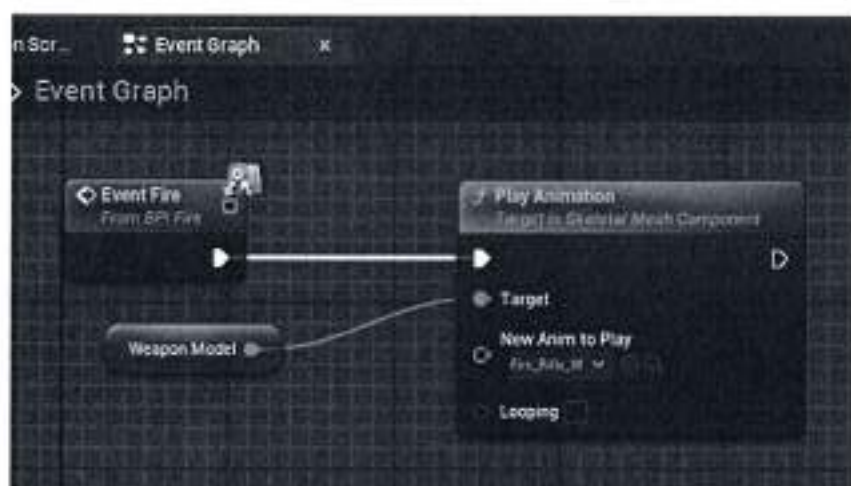 n Scr...
Event Graph
x
> Event Graph
Event Fire
From BPI Fire
Play Animation
Target is Skeletal Mesh Component
Target
Weapon Model
New Anim to Play
Looping